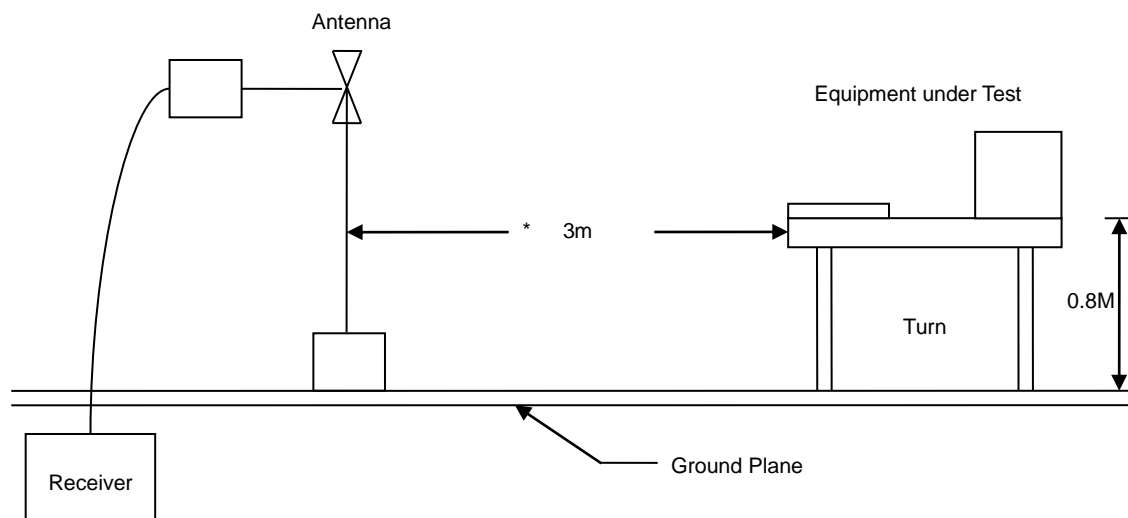 Antenna
Equipment under Test
* 3m
0.8M
Turn
Ground Plane
Receiver